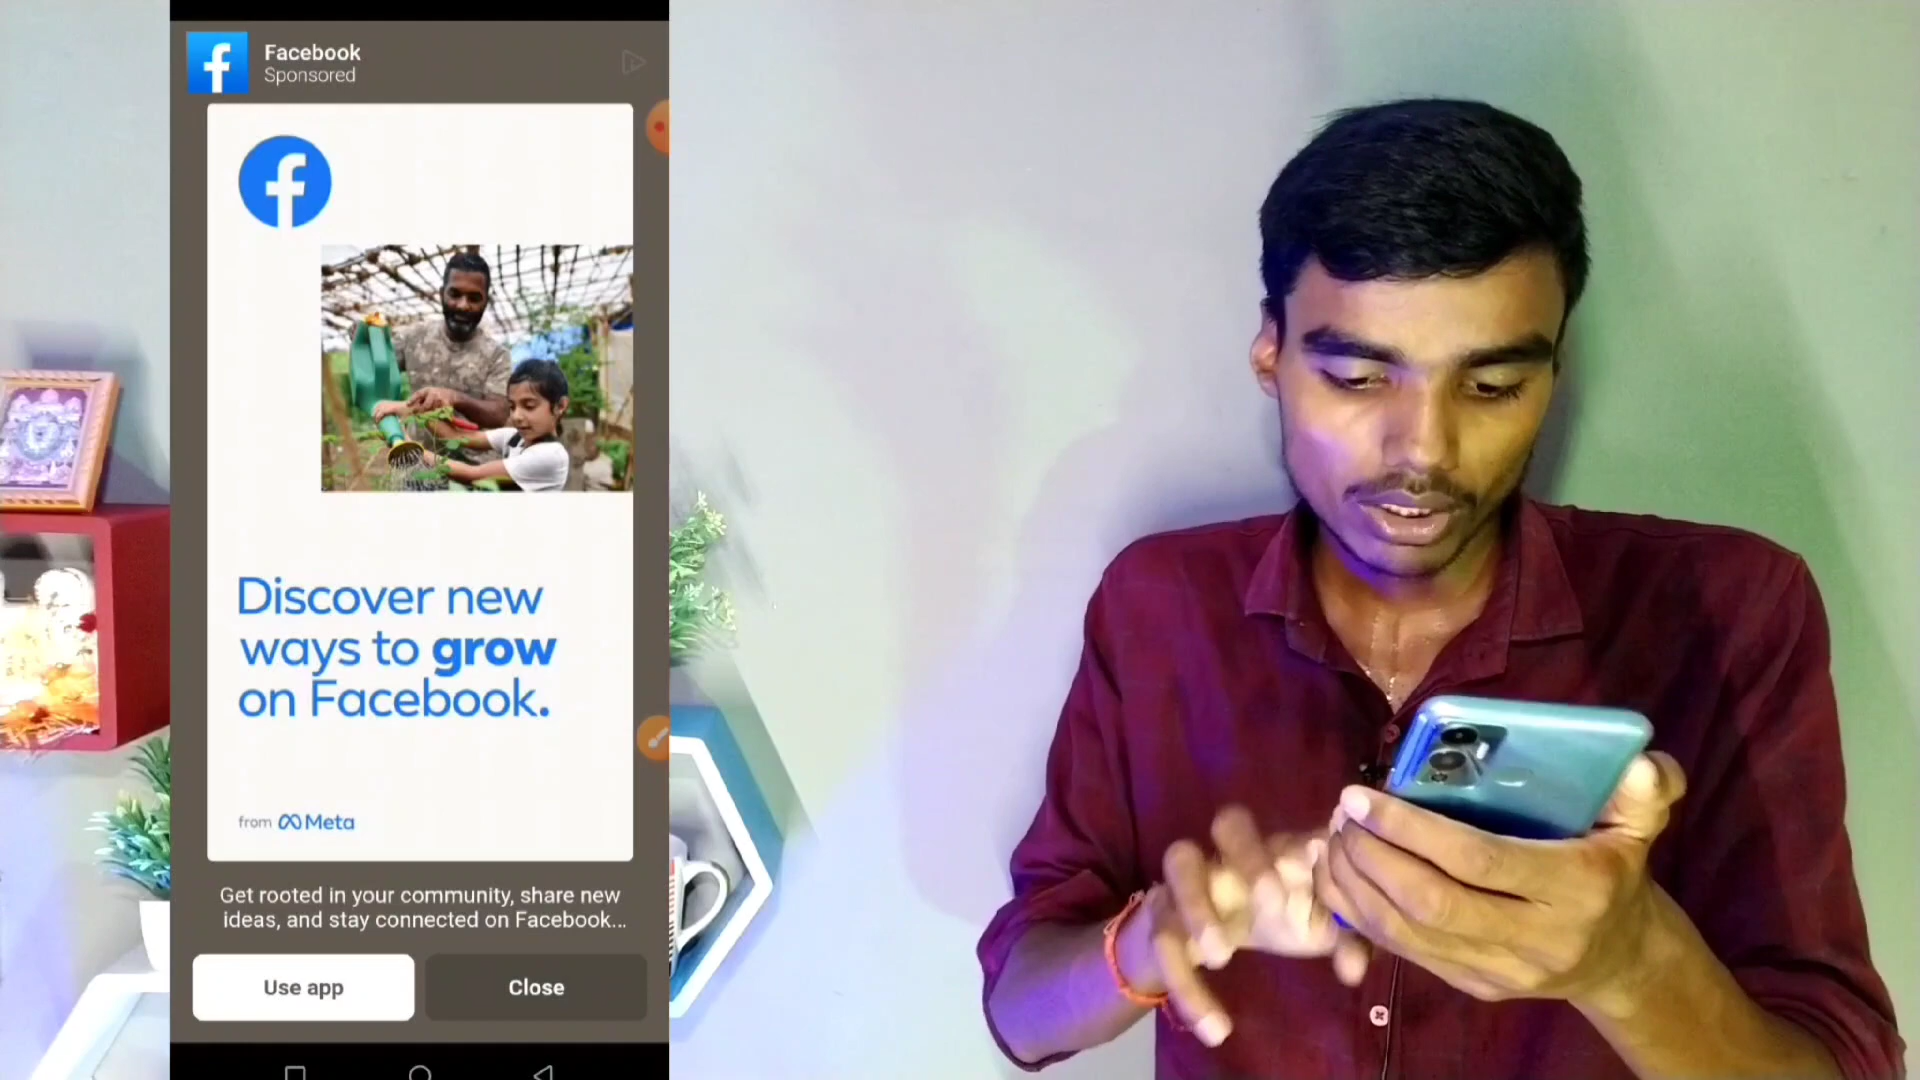 Facebook
Sponsored
Discover new
ways to grow
on Facebook.
from Meta
Get rooted in your community, share new
ideas, and stay connected on Facebook...
Use app
Close